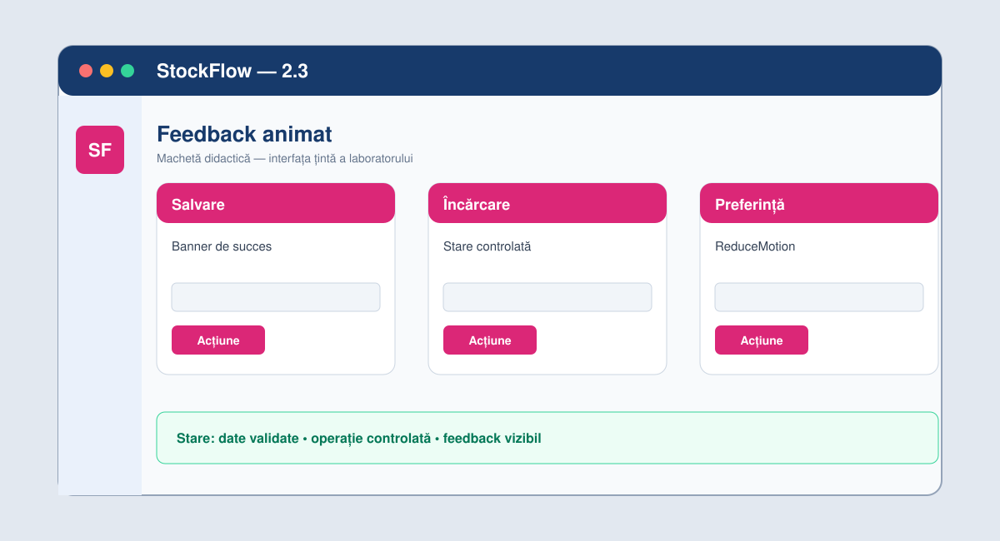 StockFlow — 2.3
SF
Feedback animat
Machetă didactică — interfața țintă a laboratorului
Salvare
Banner de succes
Acțiune
Încărcare
Stare controlată
Acțiune
Preferință
ReduceMotion
Acțiune
Stare: date validate • operație controlată • feedback vizibil